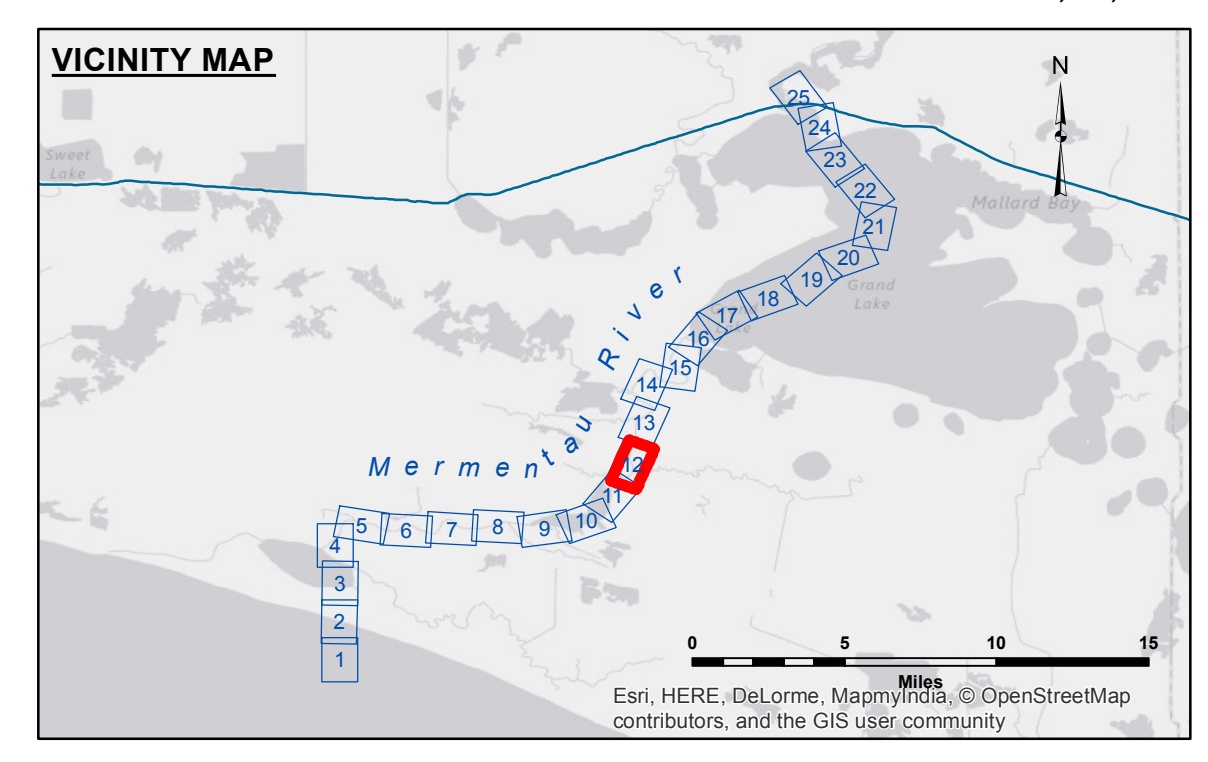 VICINITY MAP
N
25
24
Sweet
Lake
23
22
Mallard Bay
21
20
19
Grand
Lake
18
17
Lake
16
15
14
13
Mermentau River
12
11
10
9
8
7
6
5
4
3
2
1
0 5 10 15
Miles
Esri, HERE, DeLorme, MapmyIndia, © OpenStreetMap
contributors, and the GIS user community